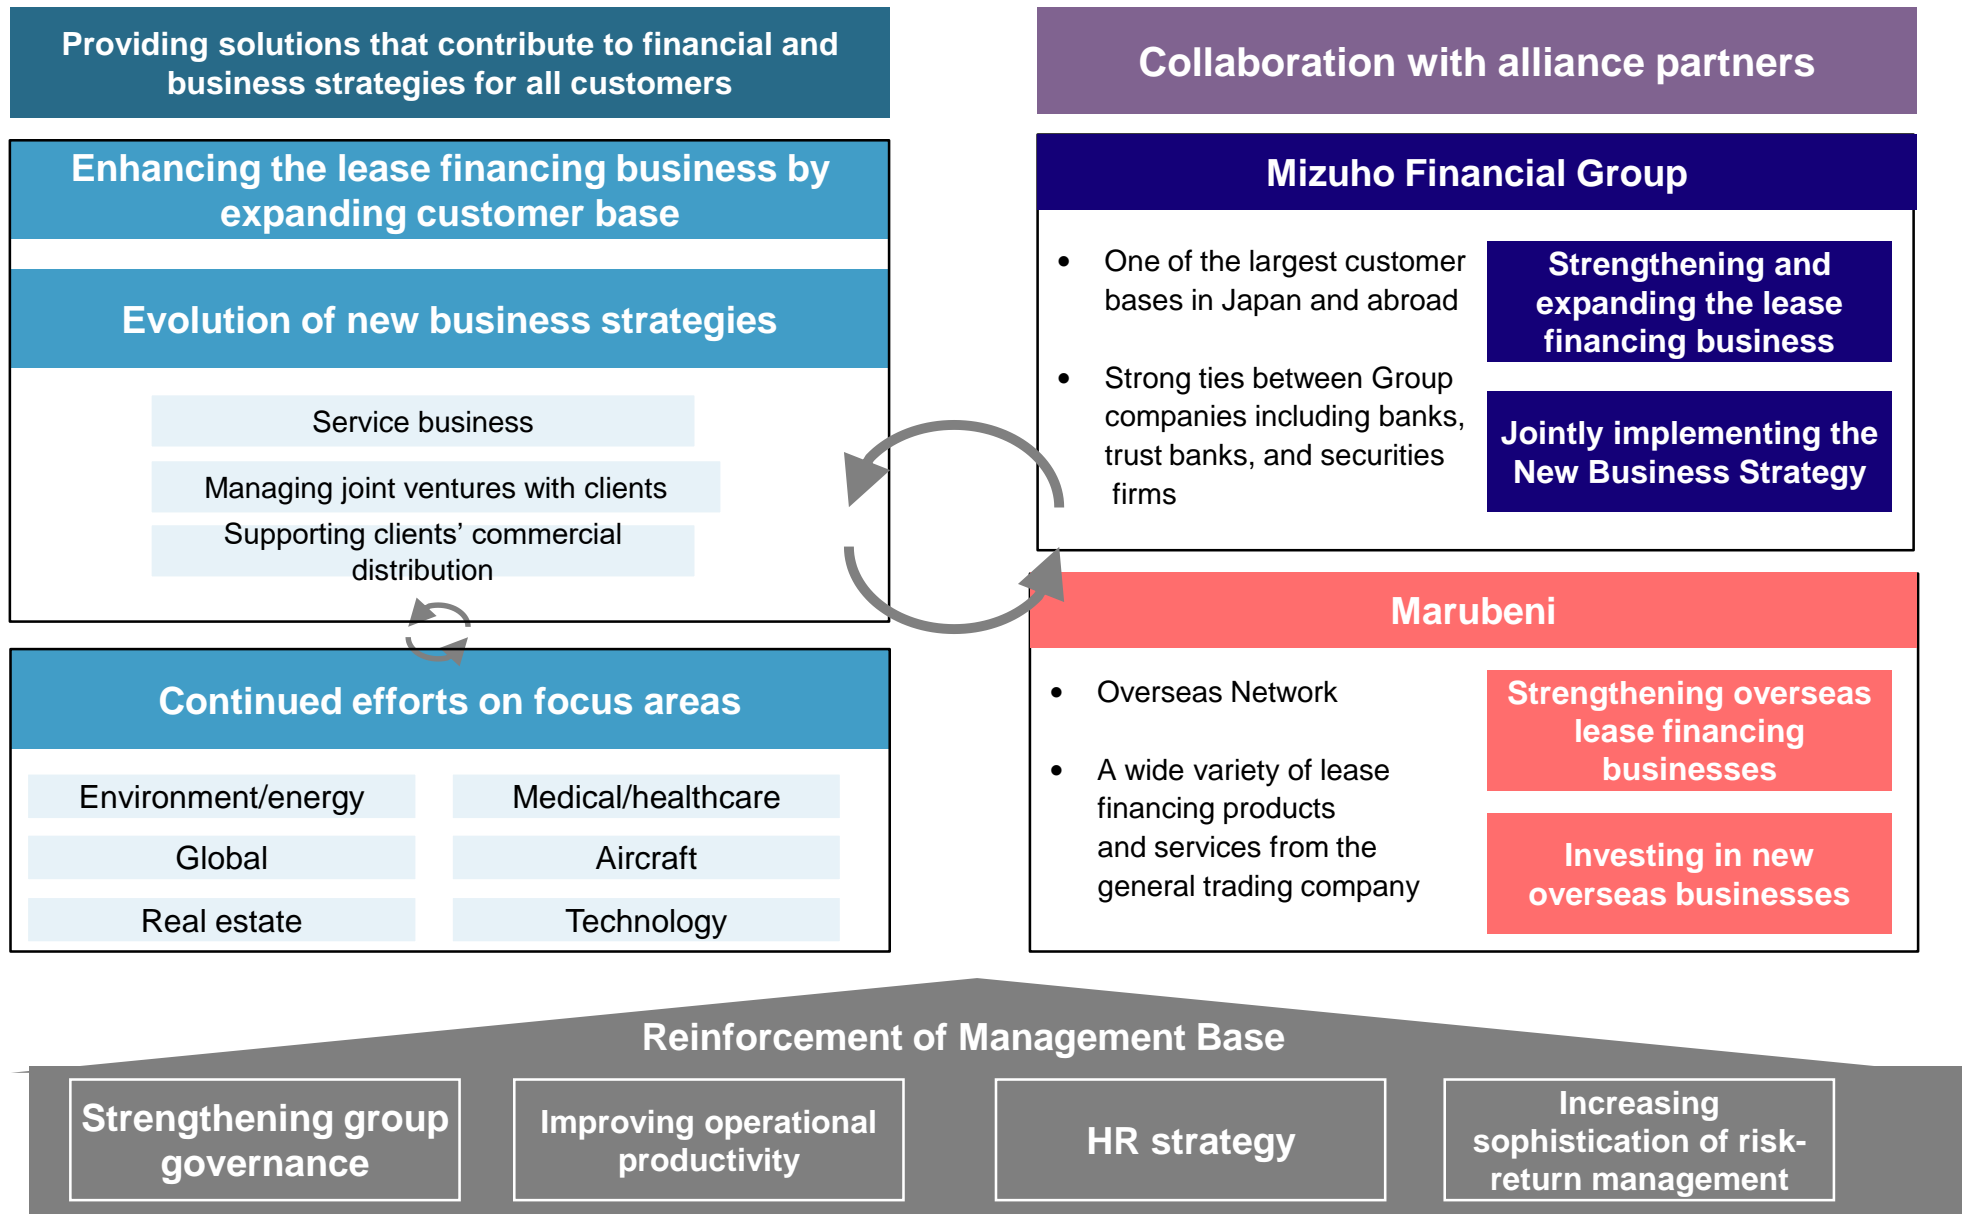 Providing solutions that contribute to financial and
business strategies for all customers
Enhancing the lease financing business by
expanding customer base
Evolution of new business strategies
Service business
Managing joint ventures with clients
Supporting clients’ commercial
distribution
Continued efforts on focus areas
Environment/energy
Medical/healthcare
Global
Aircraft
Real estate
Technology
Collaboration with alliance partners
Mizuho Financial Group
• One of the largest customer
bases in Japan and abroad
• Strong ties between Group
companies including banks,
trust banks, and securities
firms
Strengthening and
expanding the lease
financing business
Jointly implementing the
New Business Strategy
Marubeni
• Overseas Network
• A wide variety of lease
financing products
and services from the
general trading company
Strengthening overseas
lease financing
businesses
Investing in new
overseas businesses
Reinforcement of Management Base
Strengthening group
governance
Improving operational
productivity
HR strategy
Increasing
sophistication of risk-
return management